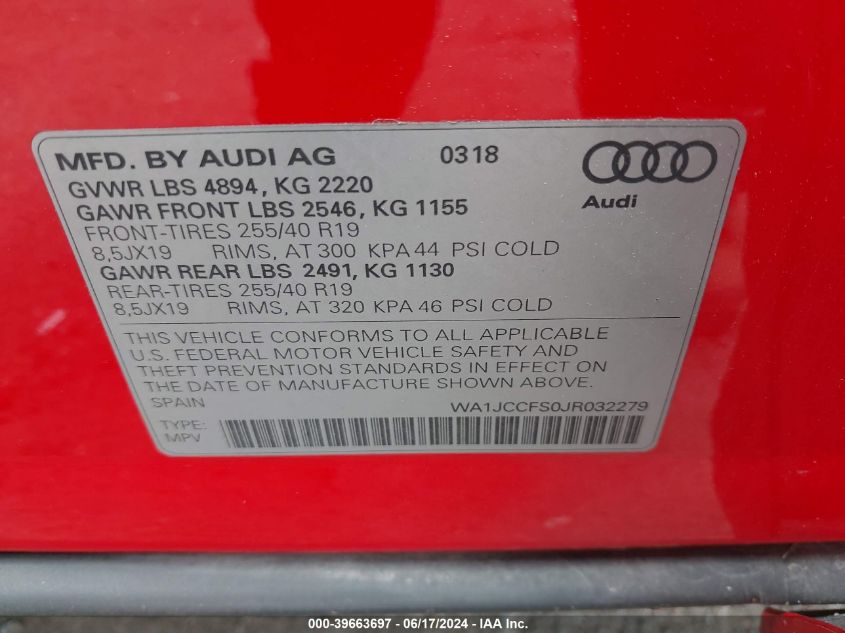 MFD. BY AUDI AG 0318
GVWR LBS 4894, KG 2220
GAWR FRONT LBS 2546, KG 1155
FRONT-TIRES 255/40 R19
8,5JX19 RIMS, AT 300 KPA 44 PSI COLD
GAWR REAR LBS 2491, KG 1130
REAR-TIRES 255/40 R19
8,5JX19 RIMS, AT 320 KPA 46 PSI COLD
Audi
THIS VEHICLE CONFORMS TO ALL APPLICABLE
U.S. FEDERAL MOTOR VEHICLE SAFETY AND
THEFT PREVENTION STANDARDS IN EFFECT ON
THE DATE OF MANUFACTURE SHOWN ABOVE.
SPAIN WA1JCCFS0JR032279
TYPE:
MPV
000-39663697 - 06/17/2024 - IAAI.com